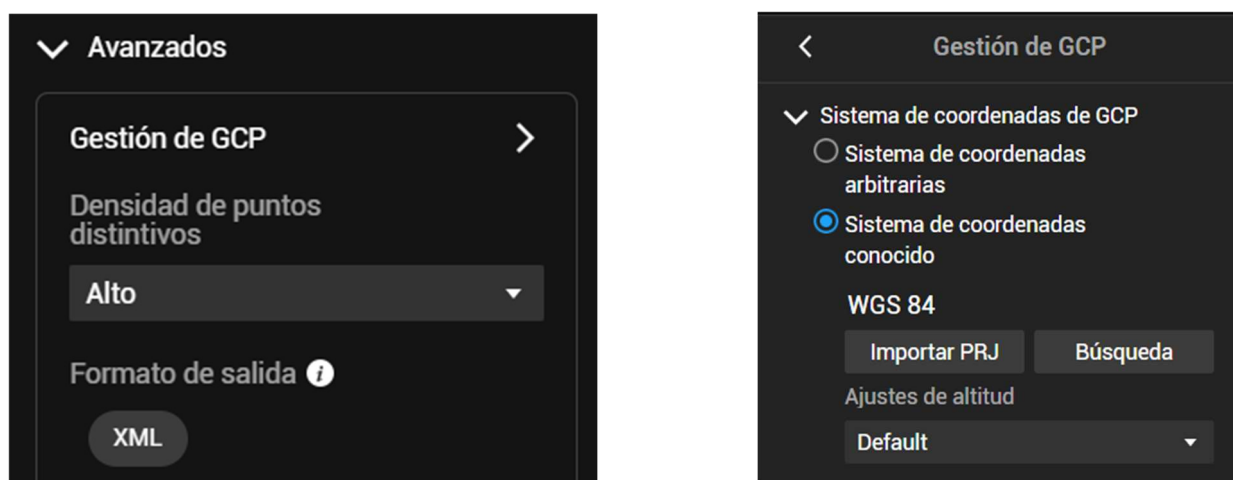 Avanzados
Gestión de GCP
Densidad de puntos
distintivos
Alto
Formato de salida
XML
Gestión de GCP
Sistema de coordenadas de GCP
Sistema de coordenadas
arbitrarias
Sistema de coordenadas
conocido
WGS 84
Importar PRJ
Búsqueda
Ajustes de altitud
Default